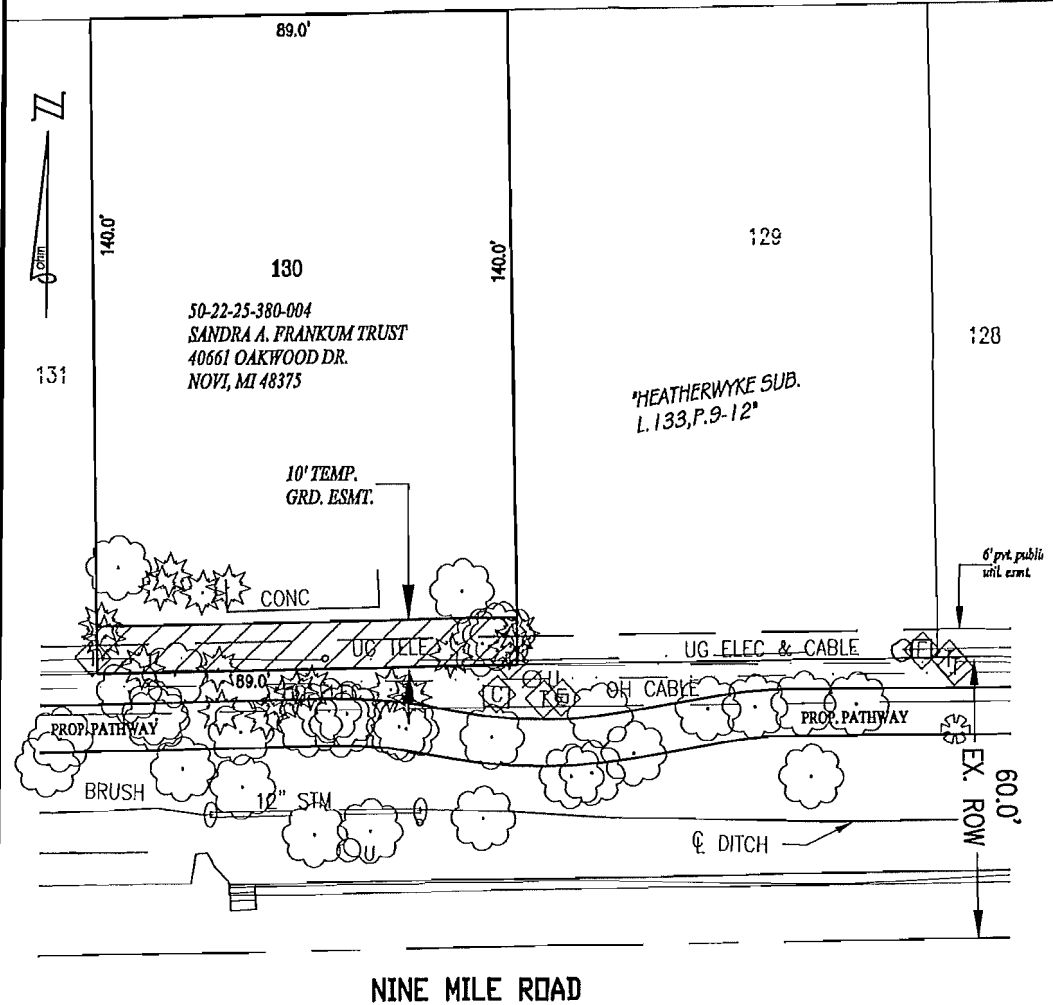 89.0'
N
ohm
140.0'
140.0'
130
129
128
131
50-22-25-380-004
SANDRA A. FRANKUM TRUST
40661 OAKWOOD DR.
NOVI, MI 48375
"HEATHERWYKE SUB.
L.133,P.9-12"
10' TEMP.
GRD. ESMT.
6' pvt. publi
util. esmt.
CONC
UG TELE
UG ELEC & CABLE
E
T
89.0'
U
OH CABLE
C
T
G
PROP. PATHWAY
PROP. PATHWAY
BRUSH
12" STM
U
℄ DITCH
60.0'
EX. ROW
NINE MILE ROAD